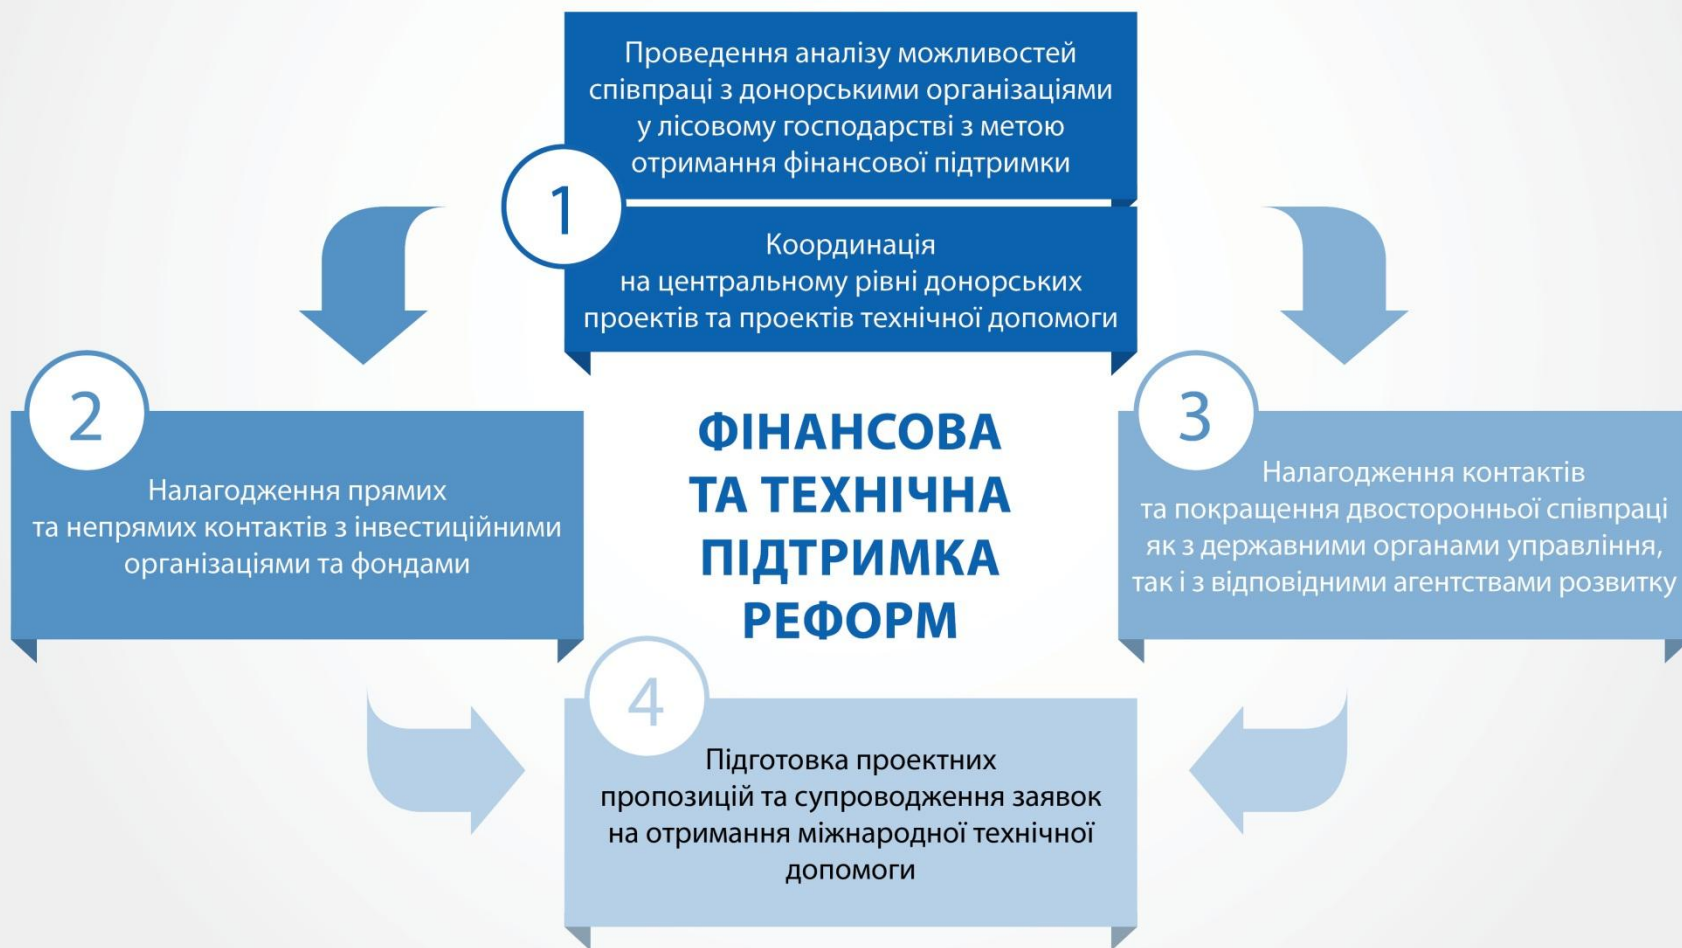 Проведення аналізу можливостей
співпраці з донорськими організаціями
у лісовому господарстві з метою
отримання фінансової підтримки
1
Координація
на центральному рівні донорських
проектів та проектів технічної допомоги
2
Налагодження прямих
та непрямих контактів з інвестиційними
організаціями та фондами
ФІНАНСОВА
ТА ТЕХНІЧНА
ПІДТРИМКА
РЕФОРМ
3
Налагодження контактів
та покращення двосторонньої співпраці
як з державними органами управління,
так і з відповідними агентствами розвитку
4
Підготовка проектних
пропозицій та супроводження заявок
на отримання міжнародної технічної
допомоги